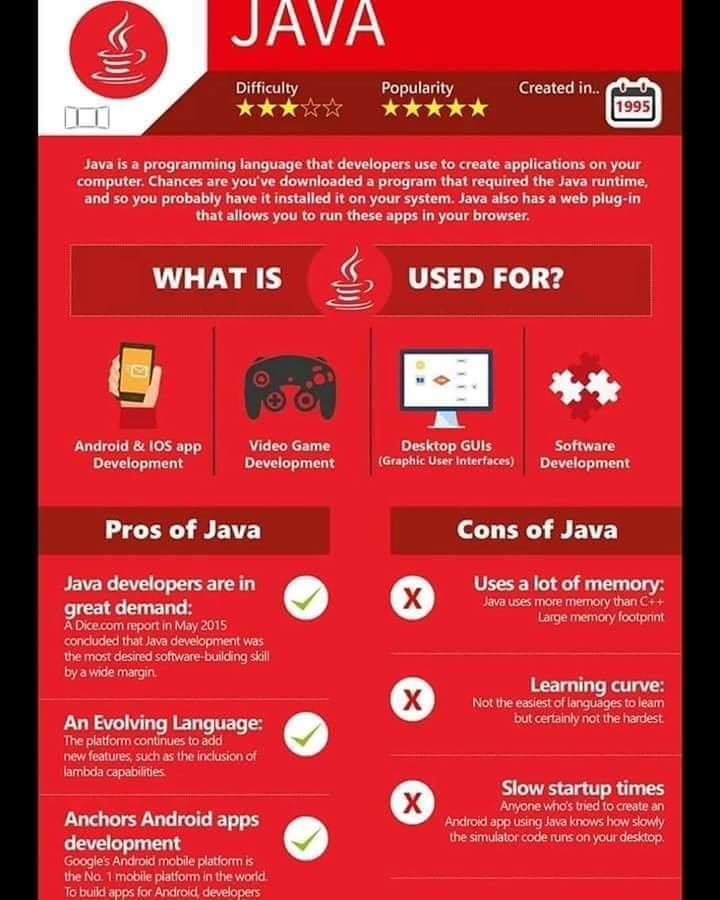 JAVA
Difficulty
Popularity
Created in..
1995
Java is a programming language that developers use to create applications on your
computer. Chances are you've downloaded a program that required the Java runtime,
and so you probably have it installed it on your system. Java also has a web plug-in
that allows you to run these apps in your browser.
WHAT IS
USED FOR?
Android & IOS app
Development
Video Game
Development
Desktop GUIs
(Graphic User Interfaces)
Software
Development
Pros of Java
Java developers are in
great demand:
A Dice.com report in May 2015
concluded that Java development was
the most desired software-building skill
by a wide margin.
An Evolving Language:
The platform continues to add
new features, such as the inclusion of
lambda capabilities.
Anchors Android apps
development
Google's Android mobile platform is
the No. 1 mobile platform in the world.
To build apps for Android, developers
Cons of Java
X
Uses a lot of memory:
Java uses more memory than C++
Large memory footprint
X
Learning curve:
Not the easiest of languages to learn
but certainly not the hardest.
X
Slow startup times
Anyone who's tried to create an
Android app using Java knows how slowly
the simulator code runs on your desktop.